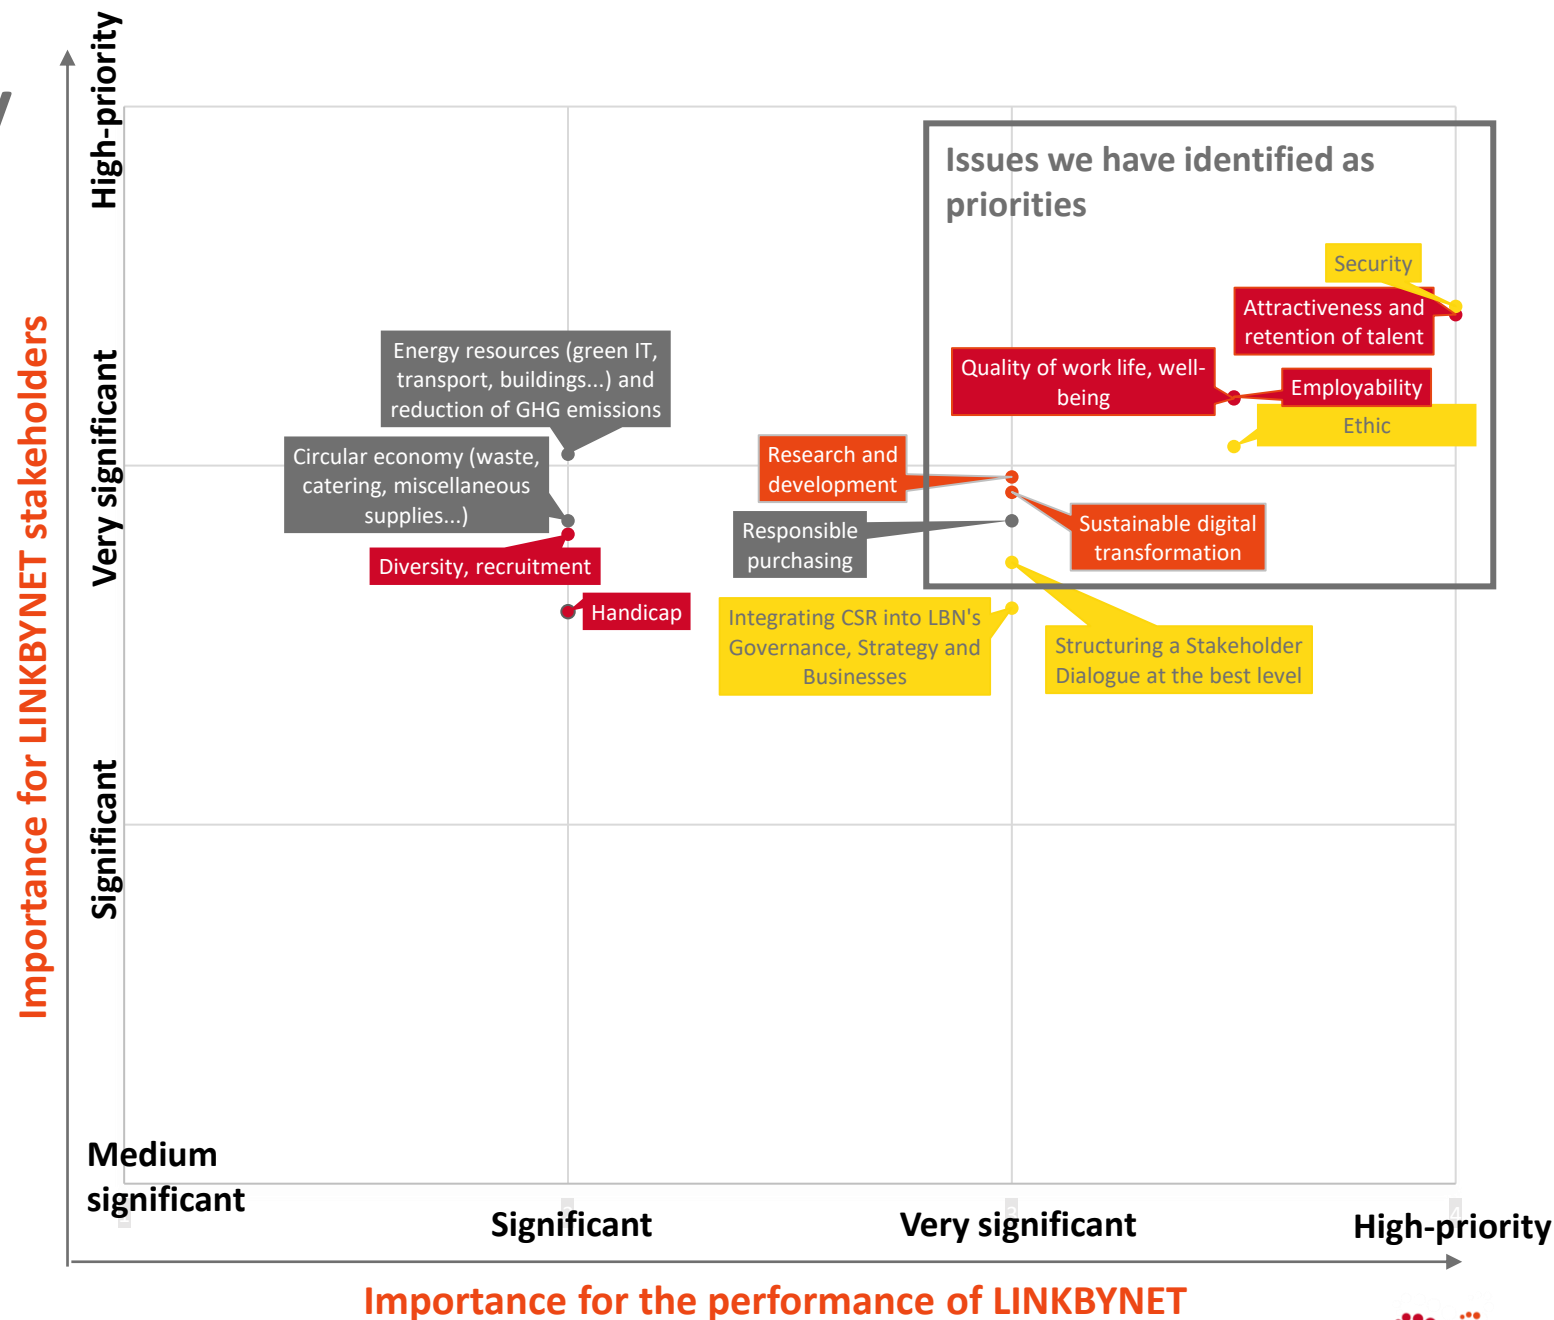 High-priority
Issues we have identified as
priorities
Security
Attractiveness and
retention of talent
Energy resources (green IT,
transport, buildings...) and
reduction of GHG emissions
Quality of work life, well-
being
Employability
Ethic
Very significant
Circular economy (waste,
catering, miscellaneous
supplies...)
Research and
development
Sustainable digital
transformation
Responsible
purchasing
Diversity, recruitment
Handicap
Integrating CSR into LBN's
Governance, Strategy and
Businesses
Structuring a Stakeholder
Dialogue at the best level
Importance for LINKBYNET stakeholders
Significant
Medium
significant
1
2
3
4
Significant
Very significant
High-priority
Importance for the performance of LINKBYNET